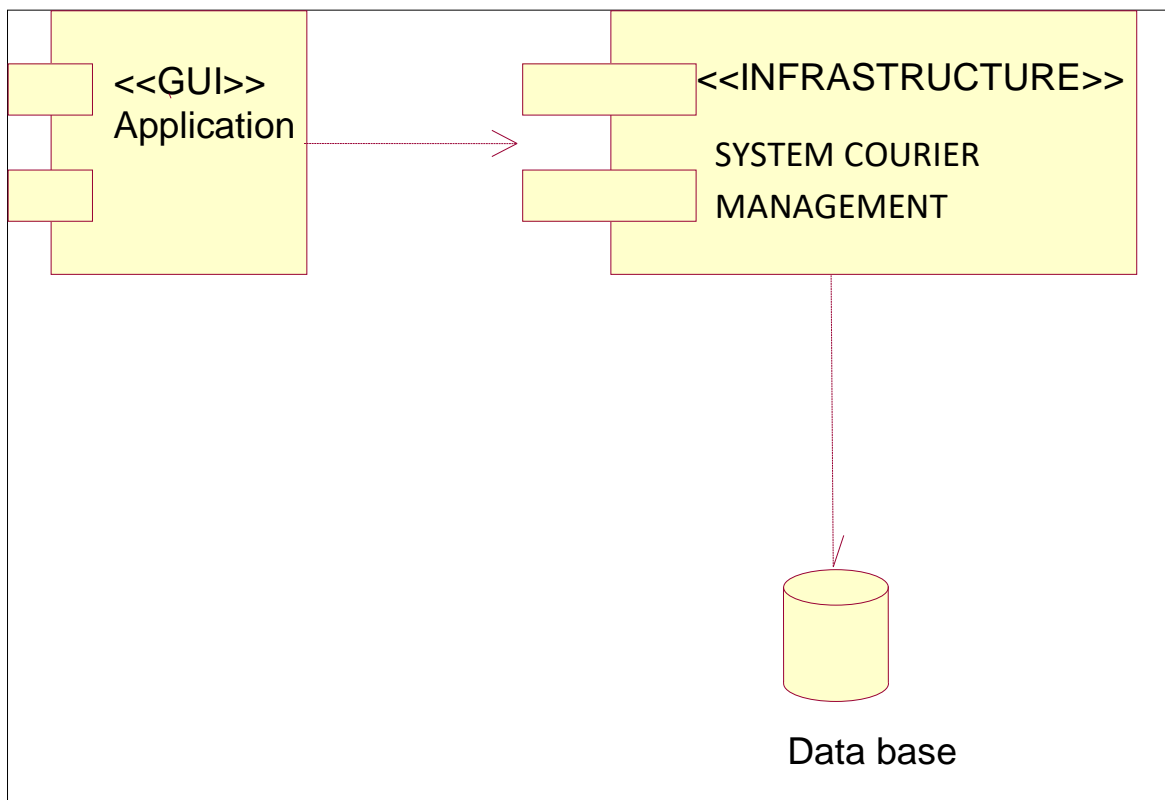 <<GUI>>
Application
<<INFRASTRUCTURE>>
SYSTEM COURIER
MANAGEMENT
Data base